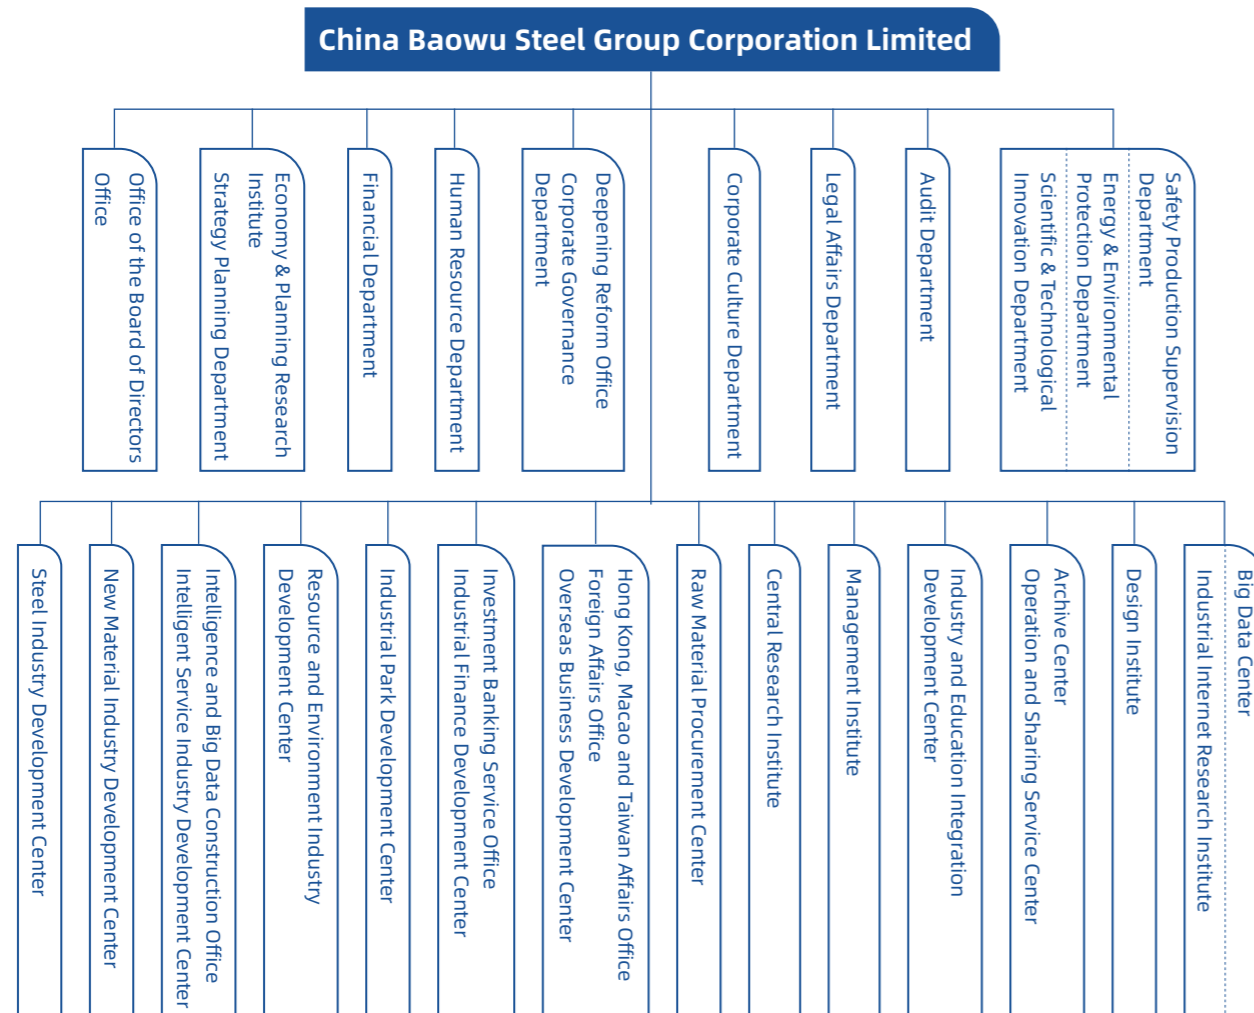 China Baowu Steel Group Corporation Limited
Office of the Board of Directors
Office
Economy & Planning Research
Institute
Strategy Planning Department
Financial Department
Human Resource Department
Deepening Reform Office
Corporate Governance
Department
Corporate Culture Department
Legal Affairs Department
Audit Department
Safety Production Supervision
Department
Energy & Environmental
Protection Department
Scientific & Technological
Innovation Department
Steel Industry Development Center
New Material Industry Development Center
Intelligence and Big Data Construction Office
Intelligent Service Industry Development Center
Resource and Environment Industry
Development Center
Industrial Park Development Center
Investment Banking Service Office
Industrial Finance Development Center
Hong Kong, Macao and Taiwan Affairs Office
Foreign Affairs Office
Overseas Business Development Center
Raw Material Procurement Center
Central Research Institute
Management Institute
Industry and Education Integration
Development Center
Archive Center
Operation and Sharing Service Center
Design Institute
Big Data Center
Industrial Internet Research Institute